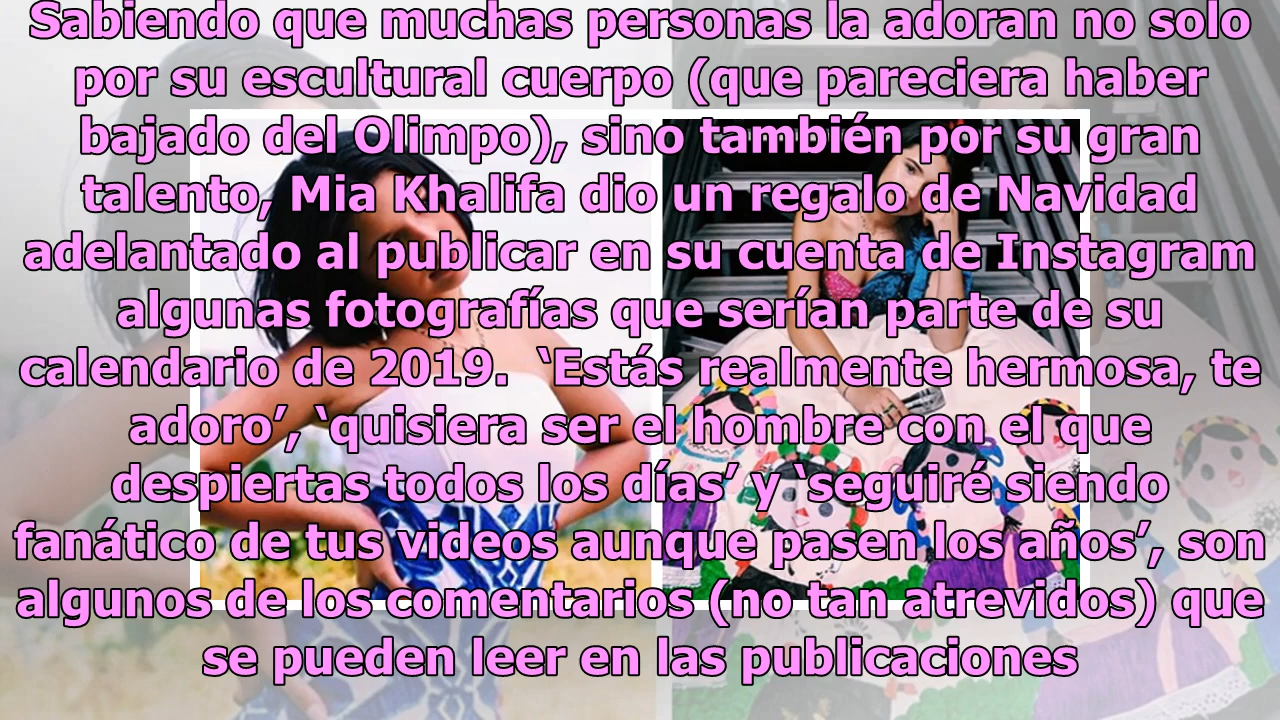 Sabiendo que muchas personas la adoran no solo
por su escultural cuerpo (que pareciera haber
bajado del Olimpo), sino también por su gran
talento, Mia Khalifa dio un regalo de Navidad
adelantado al publicar en su cuenta de Instagram
algunas fotografías que serían parte de su
calendario de 2019.  ‘Estás realmente hermosa, te
adoro’, ‘quisiera ser el hombre con el que
despiertas todos los días’ y ‘seguiré siendo
fanático de tus videos aunque pasen los años’, son
algunos de los comentarios (no tan atrevidos) que
se pueden leer en las publicaciones